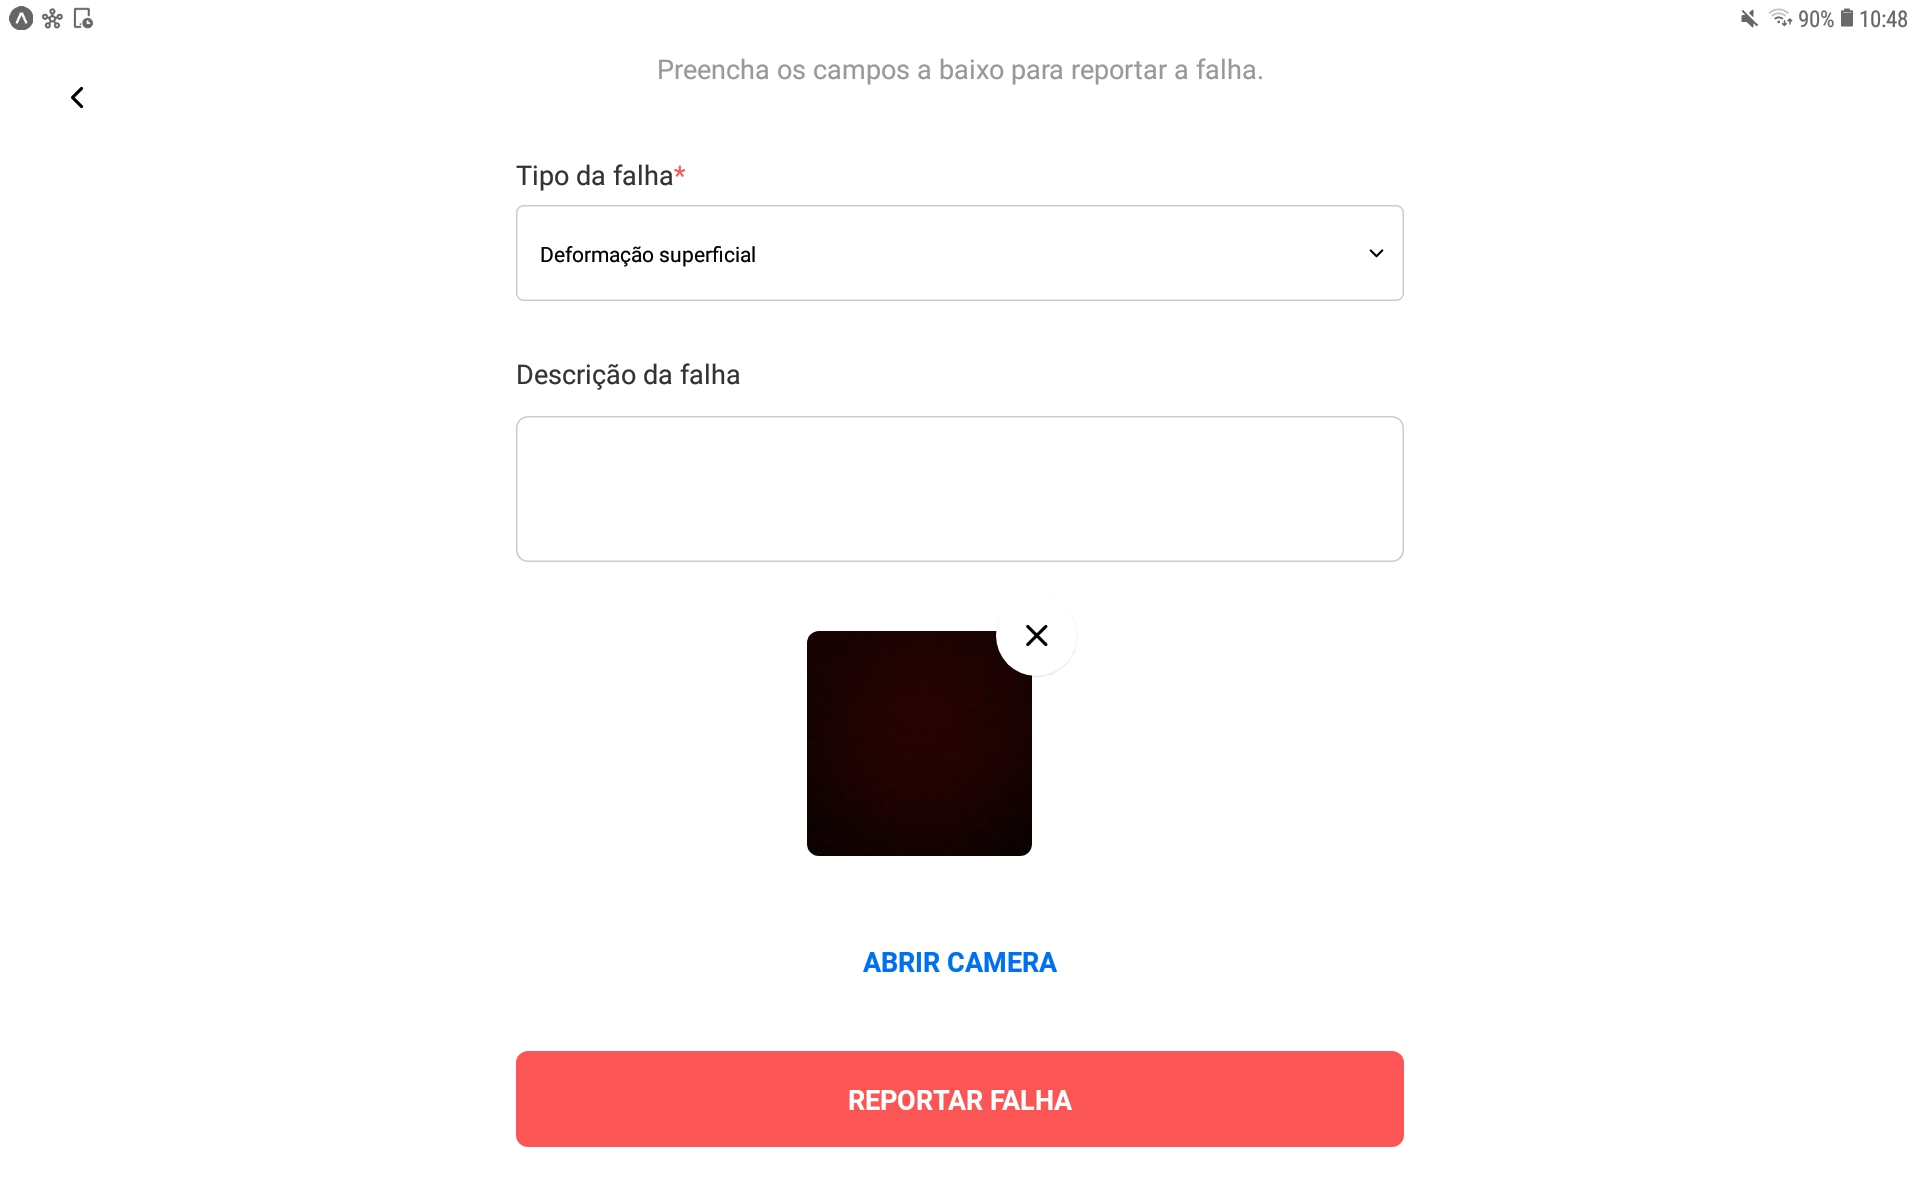 90% 10:48
Preencha os campos a baixo para reportar a falha.
Tipo da falha*
Deformação superficial
Descrição da falha
ABRIR CAMERA
REPORTAR FALHA